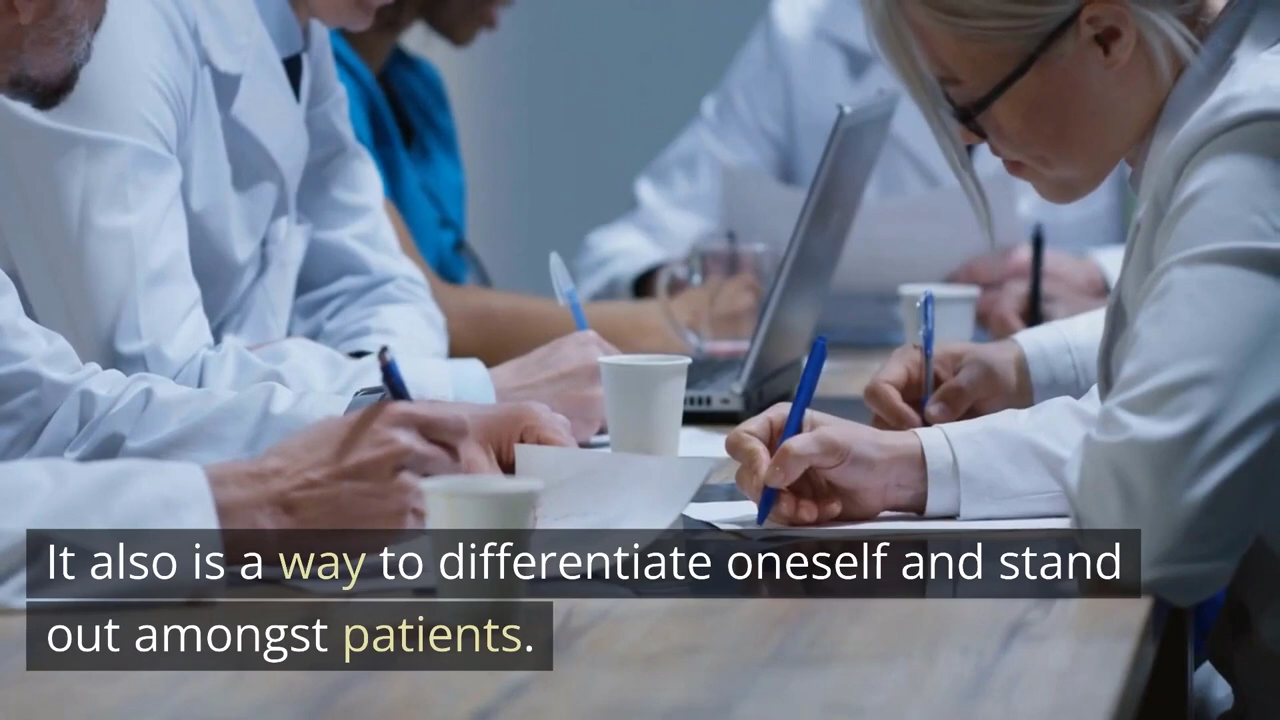 It also is a way to differentiate oneself and stand
out amongst patients.